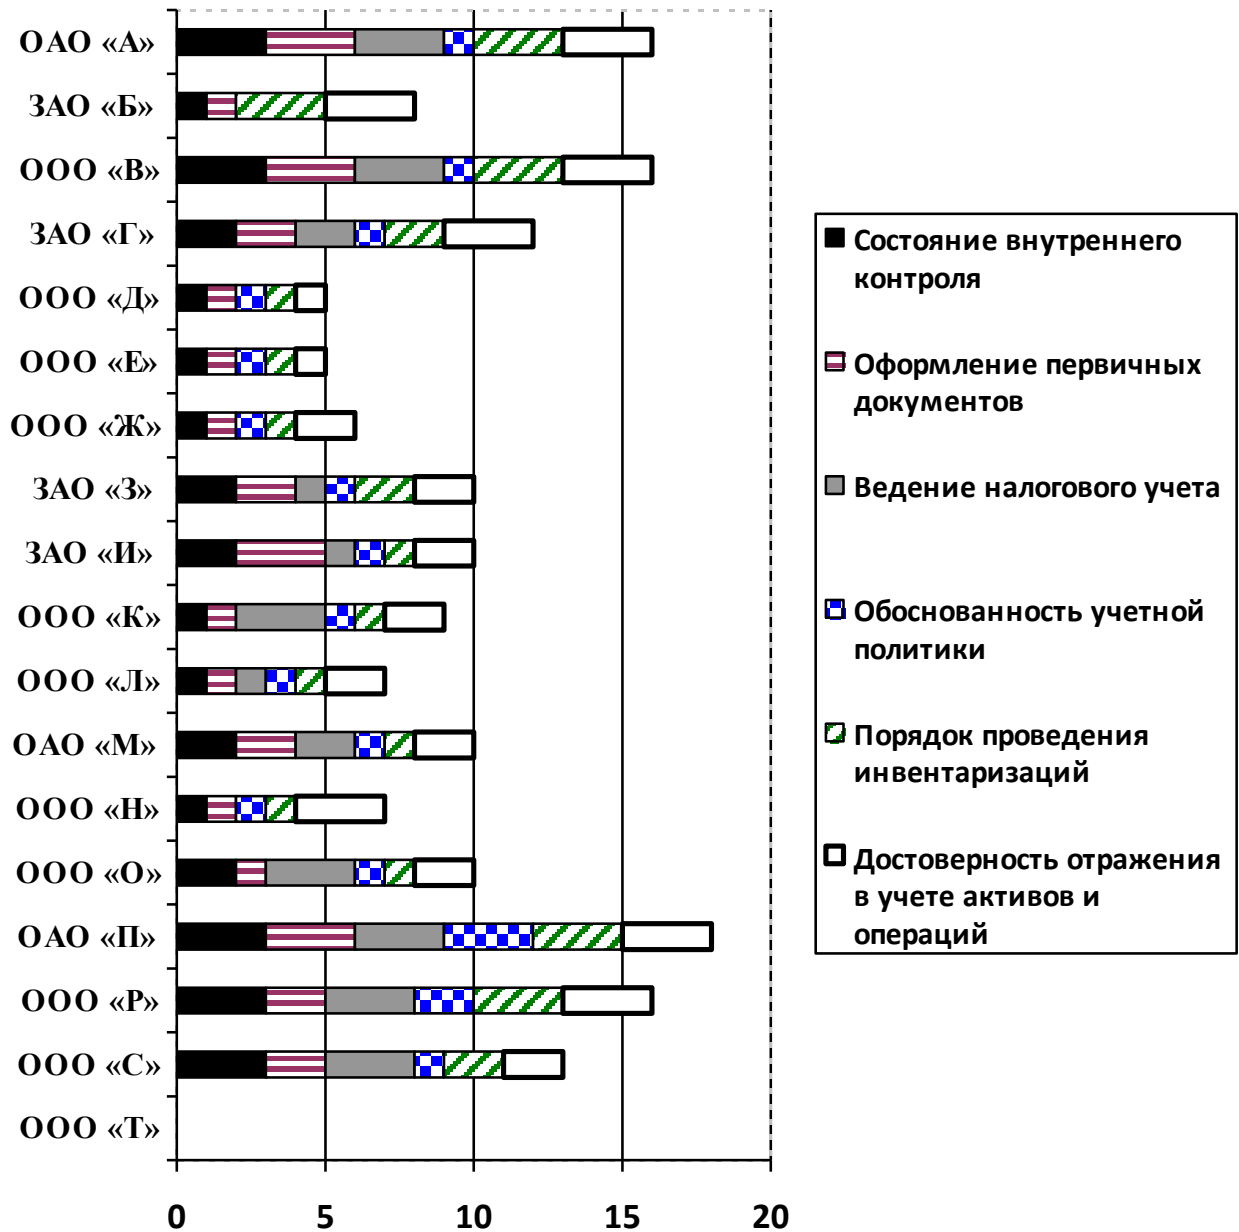 ОАО «А»
ЗАО «Б»
ООО «В»
ЗАО «Г»
ООО «Д»
ООО «Е»
ООО «Ж»
ЗАО «З»
ЗАО «И»
ООО «К»
ООО «Л»
ОАО «М»
ООО «Н»
ООО «О»
ОАО «П»
ООО «Р»
ООО «С»
ООО «Т»
0 5 10 15 20
Состояние внутреннего
контроля
Оформление первичных
документов
Ведение налогового учета
Обоснованность учетной
политики
Порядок проведения
инвентаризаций
Достоверность отражения
в учете активов и
операций